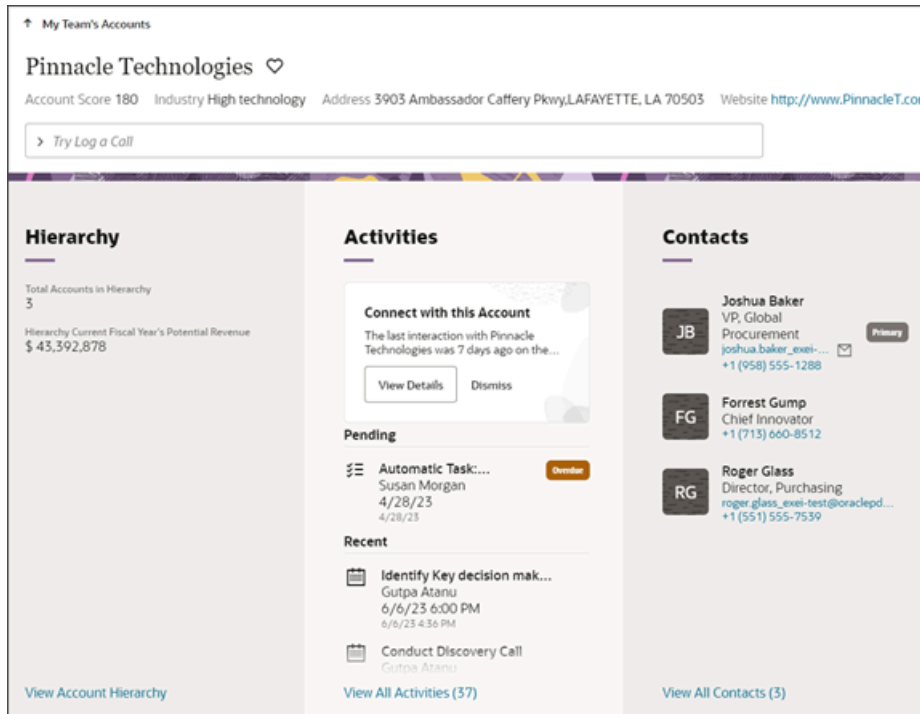 My Team's Accounts
Pinnacle Technologies
Account Score 180 Industry High technology Address 3903 Ambassador Caffery Pkwy,LAFAYETTE, LA 70503 Website http://www.PinnacleT.co
> Try Log a Call
Hierarchy
Total Accounts in Hierarchy
3
Hierarchy Current Fiscal Year's Potential Revenue
$ 43,392,878
View Account Hierarchy
Activities
Connect with this Account
The last interaction with Pinnacle
Technologies was 7 days ago on the...
View Details Dismiss
Pending
Automatic Task:... Overdue
Susan Morgan
4/28/23
4/28/23
Recent
Identify Key decision mak...
Gutpa Atanu
6/6/23 6:00 PM
6/6/23 4:36 PM
Conduct Discovery Call
Gutpa Atanu
View All Activities (37)
Contacts
JB
Joshua Baker
VP, Global
Procurement
Primary
joshua.baker_exei-...
+1 (958) 555-1288
FG
Forrest Gump
Chief Innovator
+1 (713) 660-8512
RG
Roger Glass
Director, Purchasing
roger.glass_exei-test@oraclepd...
+1 (551) 555-7539
View All Contacts (3)